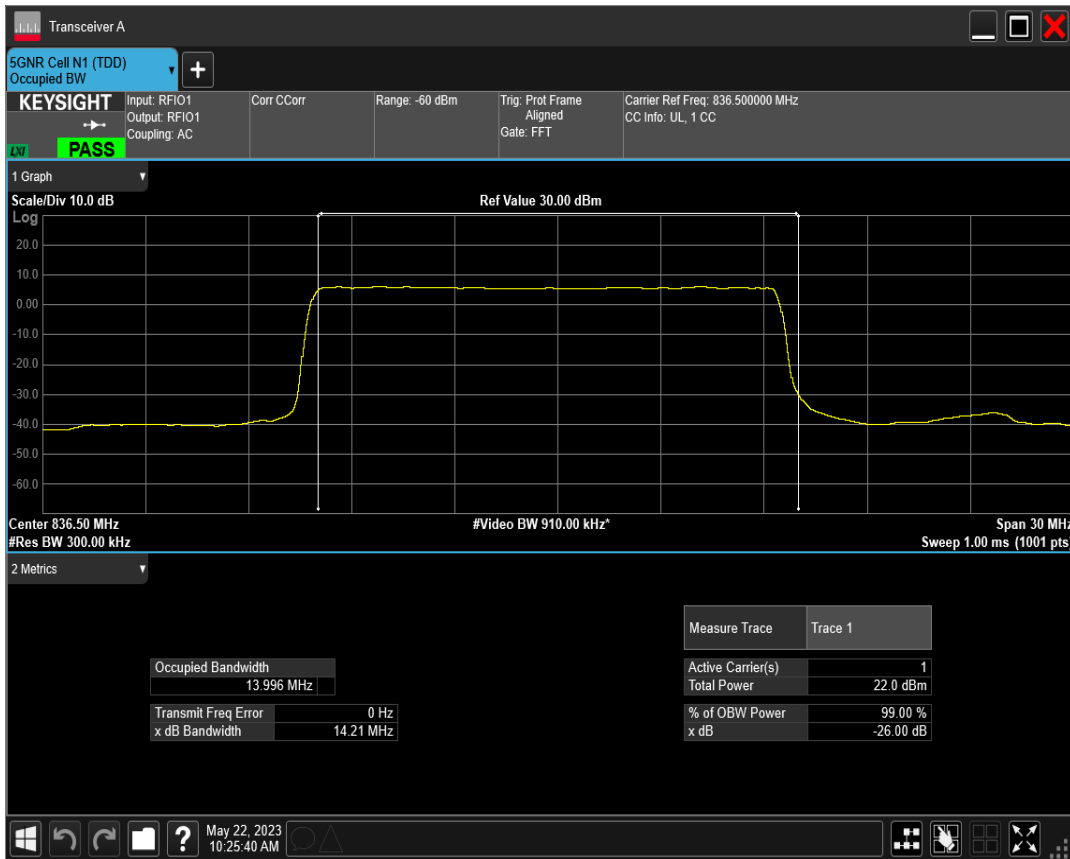 Transceiver A
5GNR Cell N1 (TDD)
Occupied BW
+
KEYSIGHT
LXI
PASS
Input: RFIO1
Output: RFIO1
Coupling: AC
Corr CCorr
Range: -60 dBm
Trig: Prot Frame
Aligned
Gate: FFT
Carrier Ref Freq: 836.500000 MHz
CC Info: UL, 1 CC
1 Graph
Scale/Div 10.0 dB
Ref Value 30.00 dBm
Log
20.0
10.0
0.00
-10.0
-20.0
-30.0
-40.0
-50.0
-60.0
Center 836.50 MHz
#Video BW 910.00 kHz*
Span 30 MHz
#Res BW 300.00 kHz
Sweep 1.00 ms (1001 pts)
2 Metrics
Measure Trace Trace 1
Occupied Bandwidth
13.996 MHz
Active Carrier(s) 1
Total Power 22.0 dBm
Transmit Freq Error 0 Hz
x dB Bandwidth 14.21 MHz
% of OBW Power 99.00 %
x dB -26.00 dB
?
May 22, 2023
10:25:40 AM